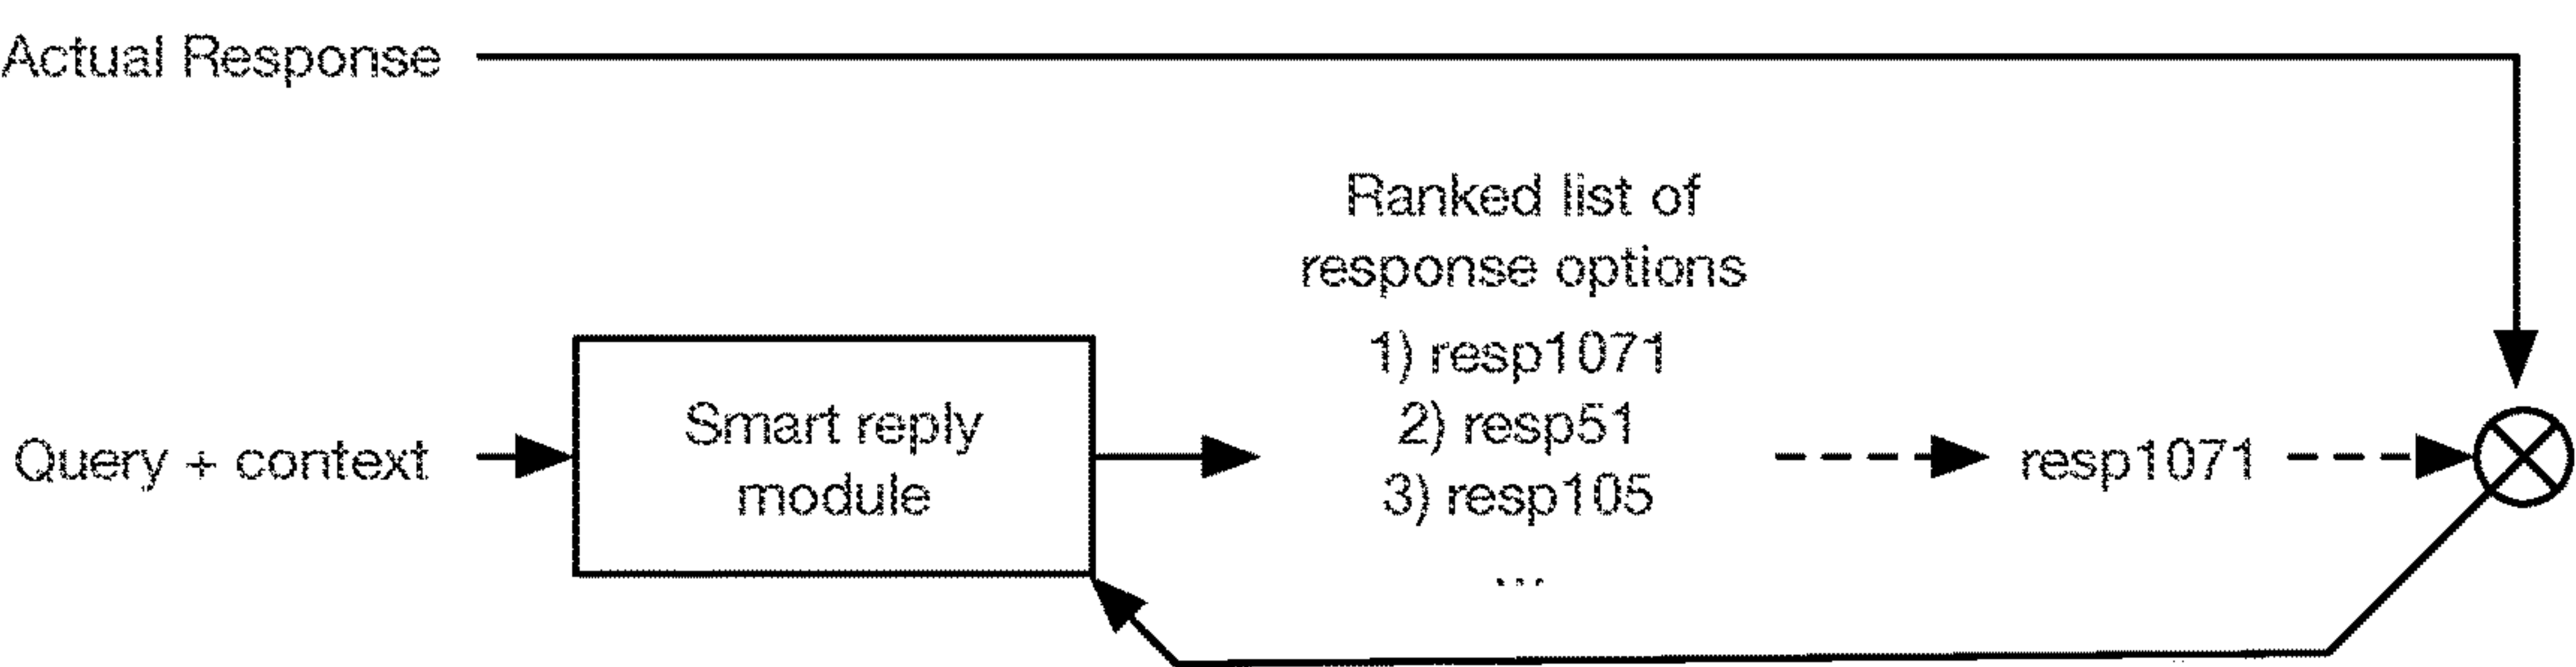 Actual Response
Ranked list of
response options
1) resp1071
2) resp51
3) resp105
...
Query + context
Smart reply
module
resp1071